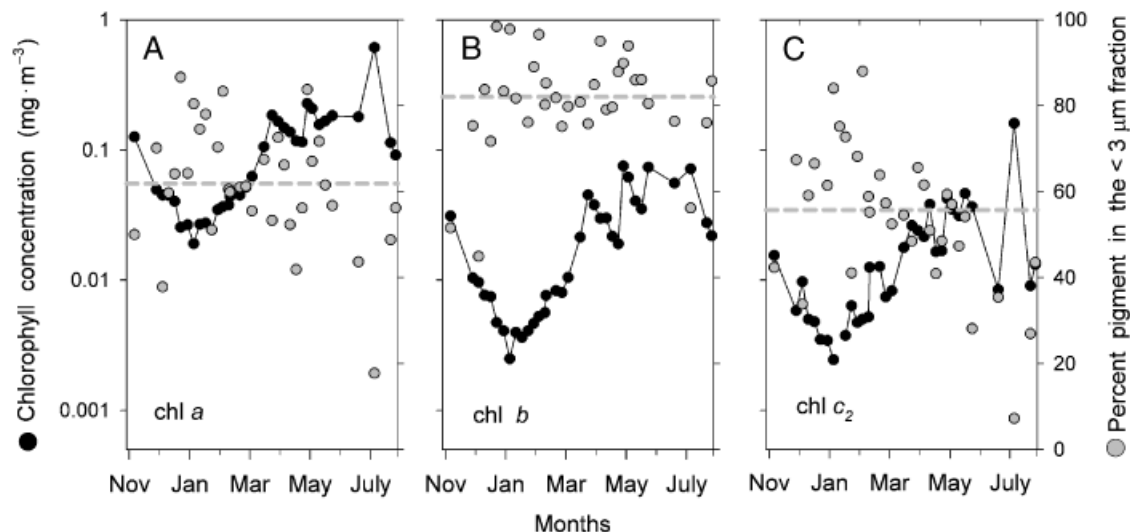 Chlorophyll concentration (mg · m⁻³)
1
0.1
0.01
0.001
A
chl a
Nov Jan Mar May July
B
chl b
Nov Jan Mar May July
C
chl c₂
Nov Jan Mar May July
100
80
60
40
20
0
Percent pigment in the < 3 μm fraction
Months